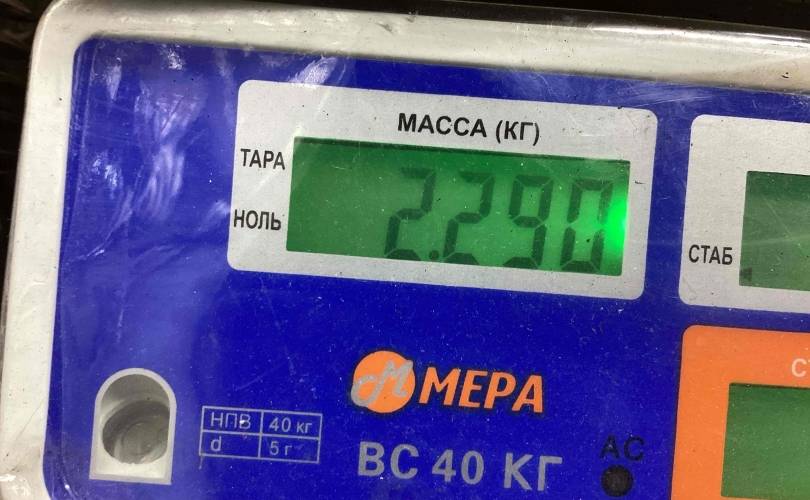 МАССА (КГ)
ТАРА
НОЛЬ
2.290
СТАБ
МЕРА
НПВ 40 кг
d 5 г
ВС 40 КГ
АС